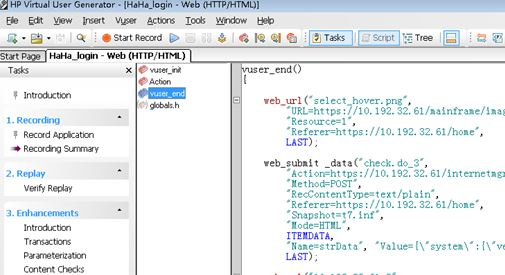 HP Virtual User Generator - [HaHa_login - Web (HTTP/HTML)]
File Edit View Insert Vuser Actions Tools Window Help
Start Record Tasks Script Tree
Start Page HaHa_login - Web (HTTP/HTML)
Tasks
Introduction
1. Recording
Record Application
Recording Summary
2. Replay
Verify Replay
3. Enhancements
Introduction
Transactions
Parameterization
Content Checks
vuser_init
Action
vuser_end
globals.h
vuser_end()
{
web_url("select_hover.png",
"URL=https://10.192.32.61/mainframe/imag
"Resource=1",
"Referer=https://10.192.32.61/home",
LAST);
web_submit_data("check.do_3",
"Action=https://10.192.32.61/internetmgr
"Method=POST",
"RecContentType=text/plain",
"Referer=https://10.192.32.61/home",
"Snapshot=t7.inf",
"Mode=HTML",
ITEMDATA,
"Name=strData", "Value={\"system\":{\"ve
LAST);